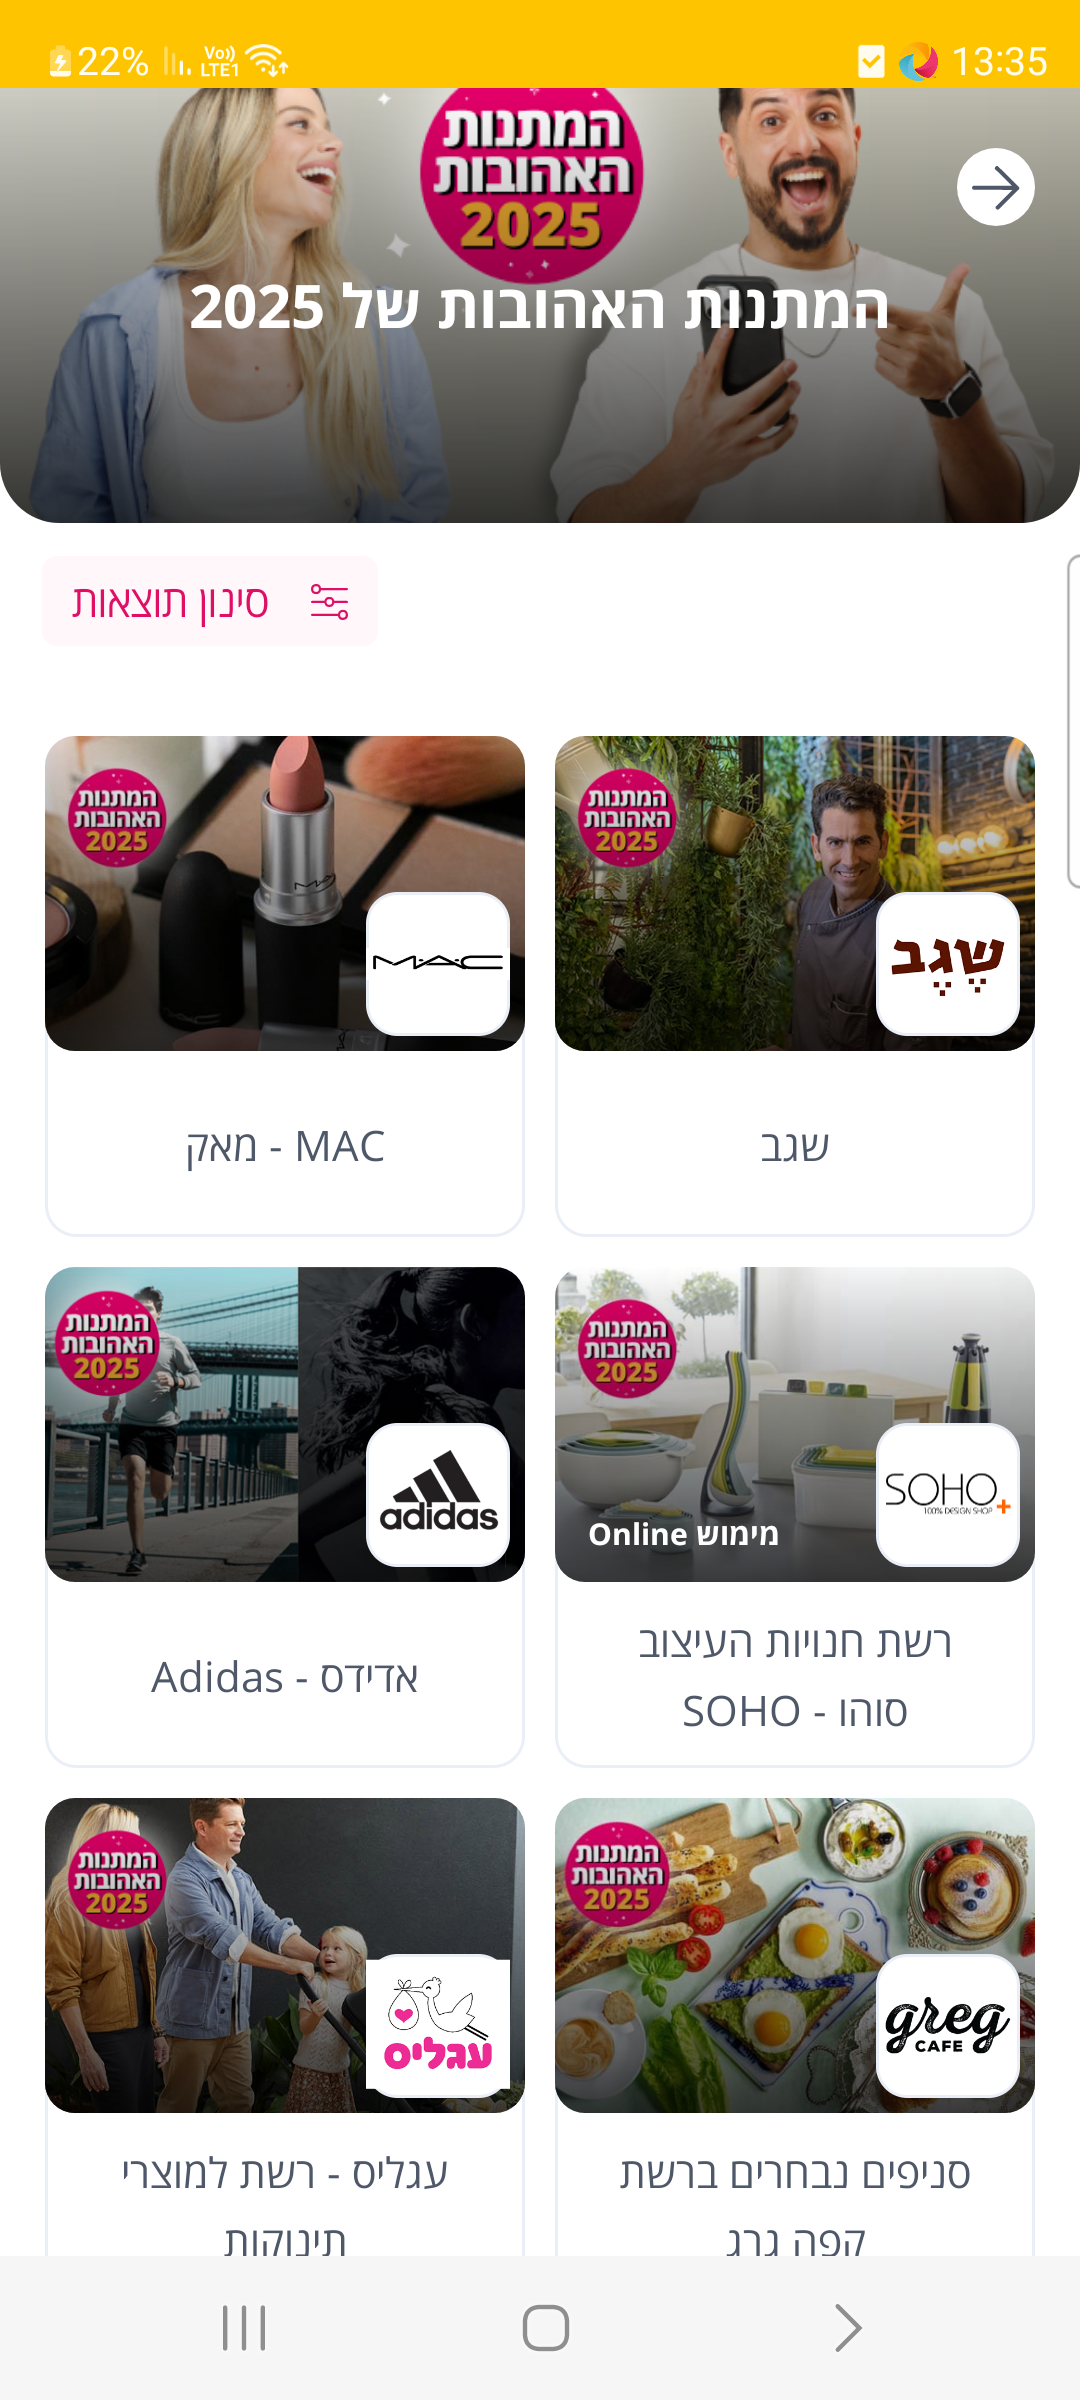 22% Vo)) LTE1 13:35
המתנות
האהובות
2025
המתנות האהובות של 2025
סינון תוצאות
המתנות
האהובות
2025
שֶׂגֶב
שגב
המתנות
האהובות
2025
MAC
MAC
MAC - מאק
המתנות
האהובות
2025
SOHO+
100% DESIGN SHOP
מימוש Online
רשת חנויות העיצוב
סוהו - SOHO
המתנות
האהובות
2025
adidas
אדידס - Adidas
המתנות
האהובות
2025
greg
CAFE
סניפים נבחרים ברשת
קפה גרג
המתנות
האהובות
2025
עגליס
עגליס - רשת למוצרי
תינוקות